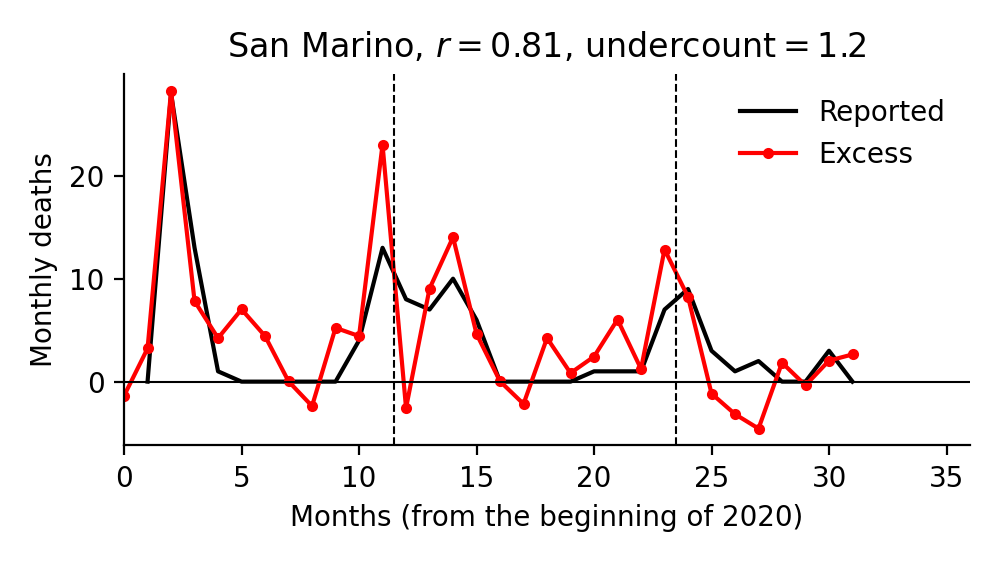 San Marino, r = 0.81, undercount = 1.2
Reported
Excess
Monthly deaths
20
10
0
0 5 10 15 20 25 30 35
Months (from the beginning of 2020)